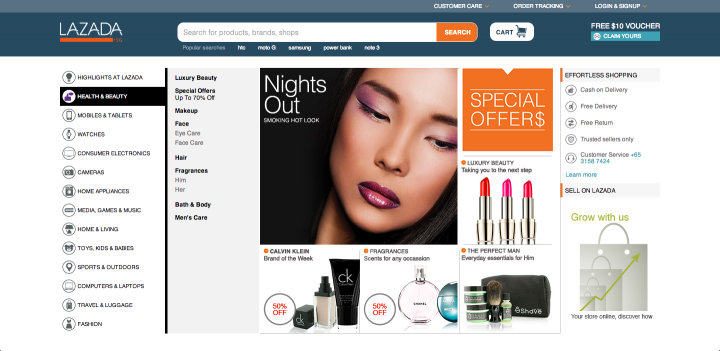 CUSTOMER CARE
ORDER TRACKING
LOGIN & SIGNUP
LAZADA
Search for products, brands, shops
SEARCH
CART
FREE $10 VOUCHER
CLAIM YOURS
Popular searches htc moto G samsung power bank note 3
HIGHLIGHTS AT LAZADA
HEALTH & BEAUTY
MOBILES & TABLETS
WATCHES
CONSUMER ELECTRONICS
CAMERAS
HOME APPLIANCES
MEDIA, GAMES & MUSIC
HOME & LIVING
TOYS, KIDS & BABIES
SPORTS & OUTDOORS
COMPUTERS & LAPTOPS
TRAVEL & LUGGAGE
FASHION
Luxury Beauty
Special Offers
Up To 70% Off
Makeup
Face
Eye Care
Face Care
Hair
Fragrances
Him
Her
Bath & Body
Men's Care
Nights
Out
SMOKING HOT LOOK
SPECIAL
OFFER$
LUXURY BEAUTY
Taking you to the next step
CALVIN KLEIN
Brand of the Week
50%
OFF
ck
ck
FRAGRANCES
Scents for any occassion
50%
OFF
CHANEL
THE PERFECT MAN
Everyday essentials for Him
Shave
EFFORTLESS SHOPPING
Cash on Delivery
Free Delivery
Free Return
Trusted sellers only
Customer Service +65
3158 7424
Learn more
SELL ON LAZADA
Grow with us
Your store online, discover how